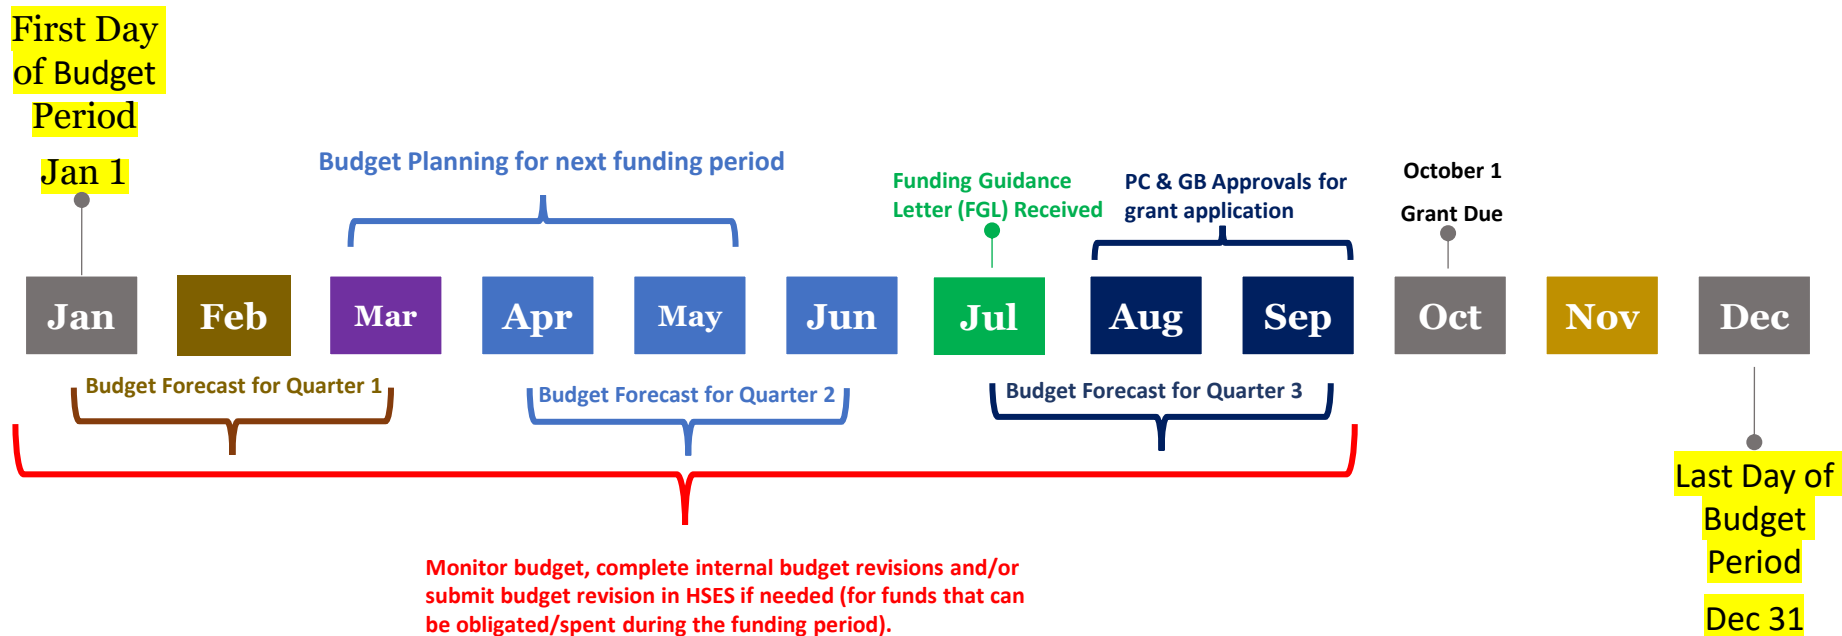 First Day
of Budget
Period
Jan 1
Budget Planning for next funding period
Funding Guidance
Letter (FGL) Received
PC & GB Approvals for
grant application
October 1
Grant Due
Jan
Feb
Mar
Apr
May
Jun
Jul
Aug
Sep
Oct
Nov
Dec
Budget Forecast for Quarter 1
Budget Forecast for Quarter 2
Budget Forecast for Quarter 3
Monitor budget, complete internal budget revisions and/or
submit budget revision in HSES if needed (for funds that can
be obligated/spent during the funding period).
Last Day of
Budget
Period
Dec 31